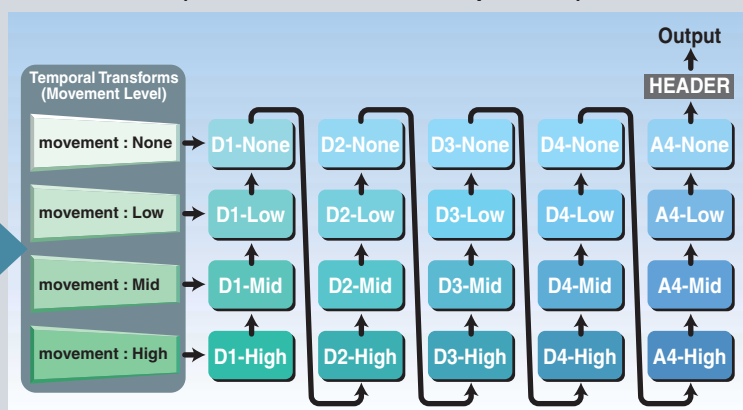 Output
HEADER
Temporal Transforms
(Movement Level)
movement : None
D1-None
D2-None
D3-None
D4-None
A4-None
movement : Low
D1-Low
D2-Low
D3-Low
D4-Low
A4-Low
movement : Mid
D1-Mid
D2-Mid
D3-Mid
D4-Mid
A4-Mid
movement : High
D1-High
D2-High
D3-High
D4-High
A4-High